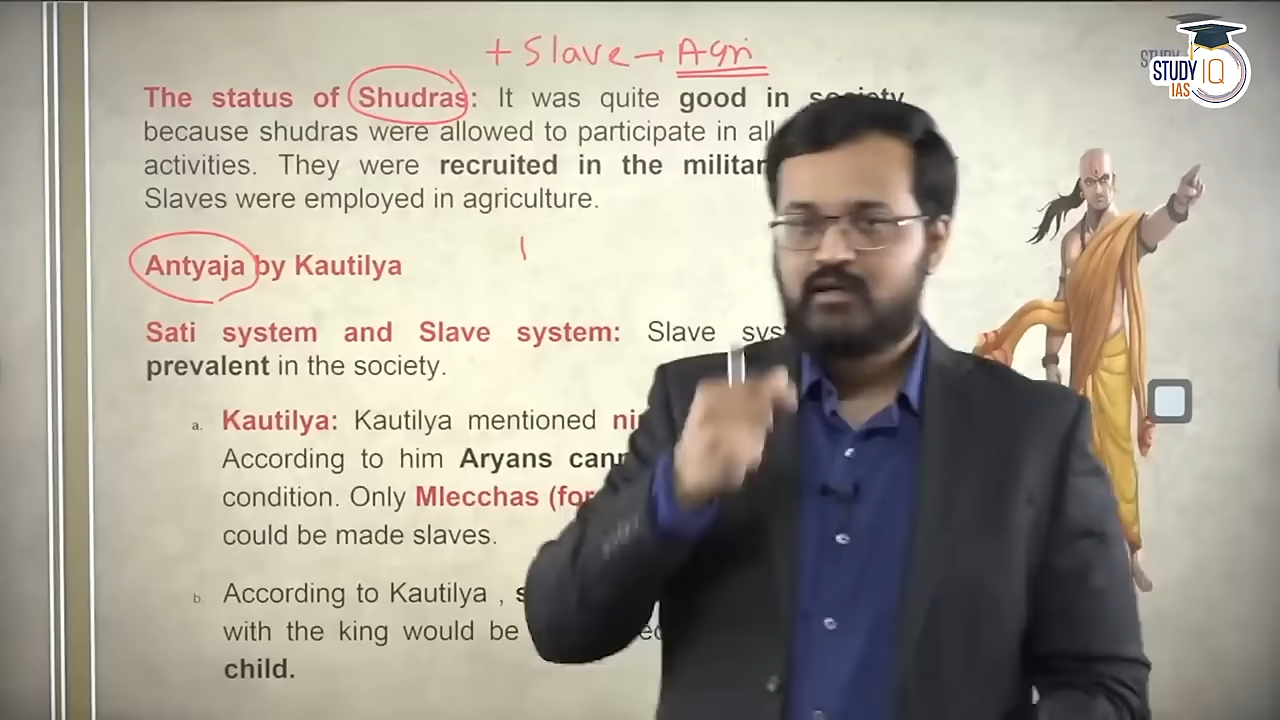 + Slave → Agri
STUDY IQ
IAS
The status of Shudras: It was quite good in society
because shudras were allowed to participate in all
activities. They were recruited in the
Slaves were employed in agriculture.
Antyaja by Kautilya
Sati system and Slave system: Slave
prevalent in the society.
a. Kautilya: Kautilya mentioned
According to him Aryans
condition. Only Mlecchas
could be made slaves.
b. According to Kautilya ,
with the king would be
child.